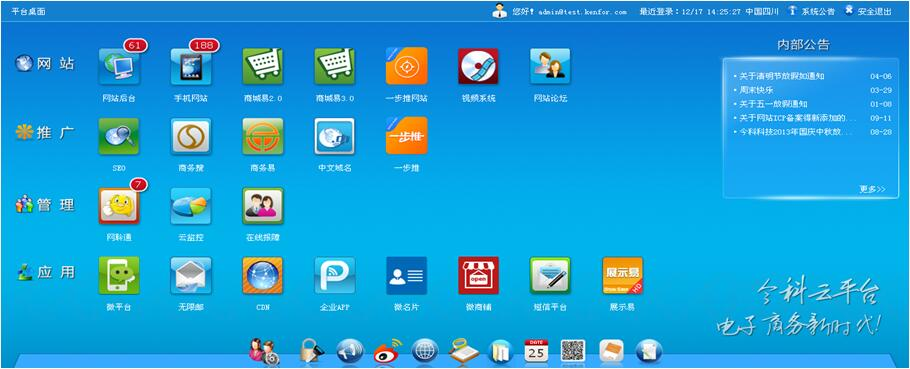 平台桌面
您好! admin@test.kenfor.com 最近登录: 12/17 14:25:27 中国四川 系统公告 安全退出
网站
61
188
网站后台 手机网站 商城易2.0 商城易3.0 一步推网站 视频系统 网站论坛
推广
一步推
SEO 商务搜 商务易 中文域名 一步推
管理
7
网聆通 云监控 在线报障
应用
open
展示易
HD
微平台 无限邮 CDN 企业APP 微名片 微商铺 短信平台 展示易
内部公告
关于清明节放假如通知 04-06
周末快乐 03-29
关于五一放假通知 01-08
关于网站ICP备案得新添加的... 09-11
今科科技2013年国庆中秋放... 08-28
更多>>
今科云平台
电子商务新时代!
DATE
25